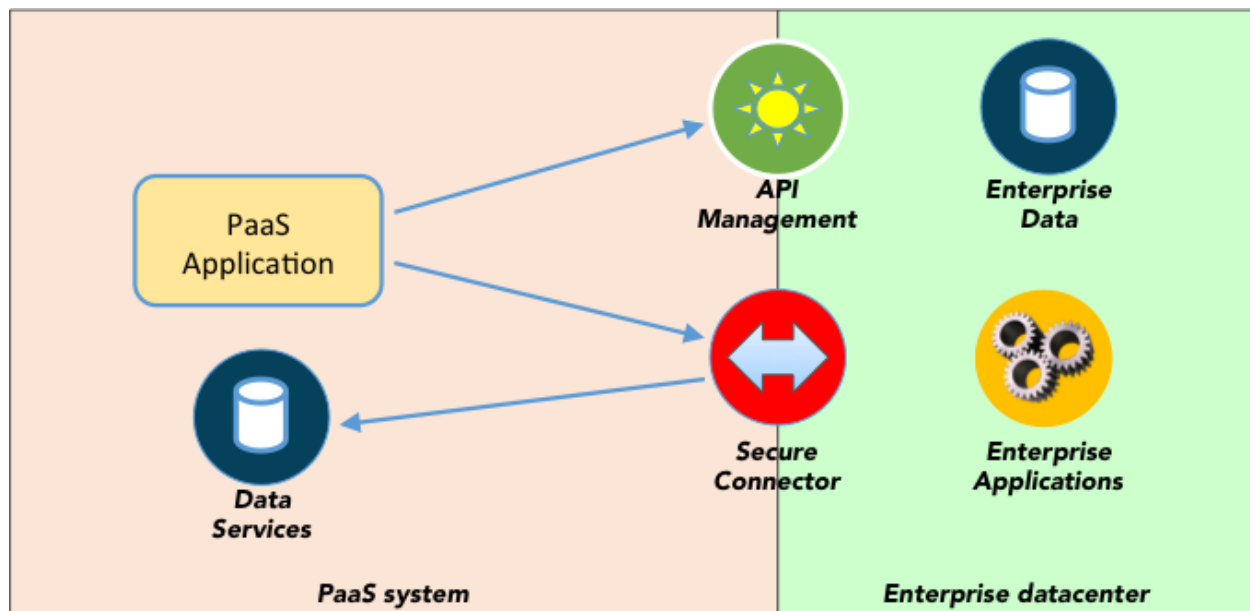 PaaS
Application
API
Management
Enterprise
Data
Data
Services
Secure
Connector
Enterprise
Applications
PaaS system
Enterprise datacenter